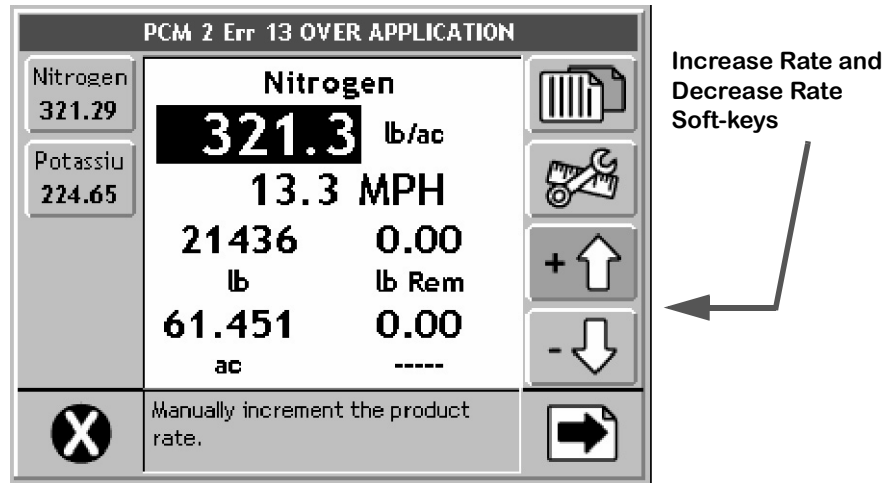 PCM 2 Err 13 OVER APPLICATION
Nitrogen
321.29
Potassiu
224.65
Nitrogen
321.3 lb/ac
13.3 MPH
21436 0.00
lb lb Rem
61.451 0.00
ac -----
+
-
X
Manually increment the product
rate.
Increase Rate and
Decrease Rate
Soft-keys